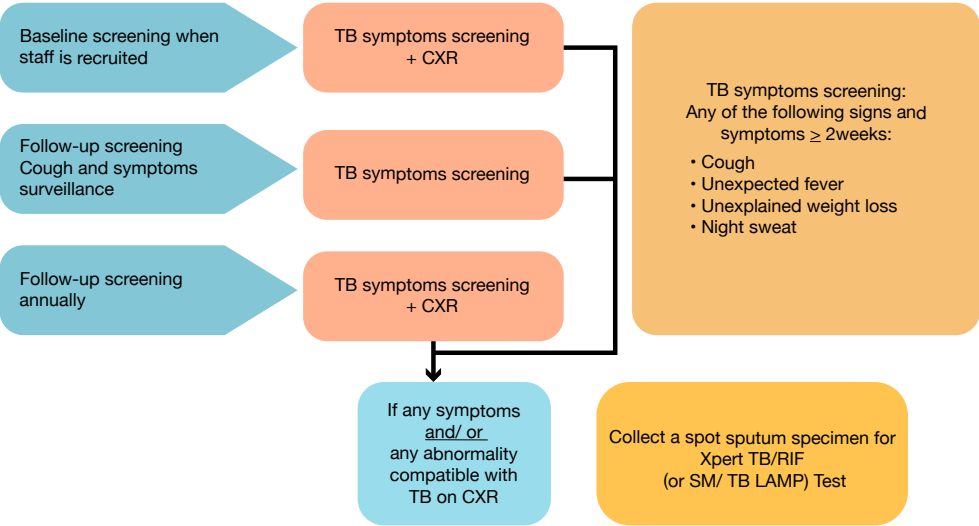 Baseline screening when
staff is recruited
TB symptoms screening
+ CXR
Follow-up screening
Cough and symptoms
surveillance
TB symptoms screening
Follow-up screening
annually
TB symptoms screening
+ CXR
TB symptoms screening:
Any of the following signs and
symptoms ≥ 2weeks:
• Cough
• Unexpected fever
• Unexplained weight loss
• Night sweat
If any symptoms
and/ or
any abnormality
compatible with
TB on CXR
Collect a spot sputum specimen for
Xpert TB/RIF
(or SM/ TB LAMP) Test